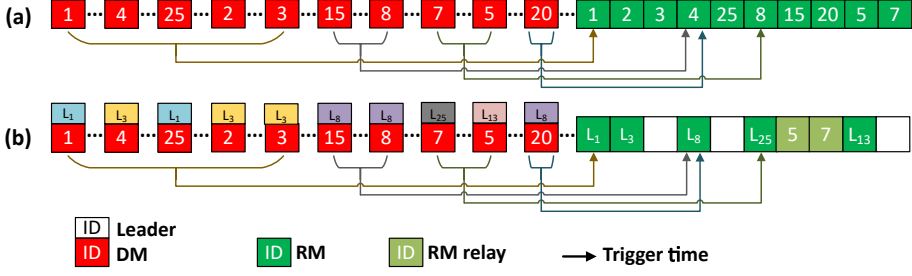 (a) 1 ··· 4 ··· 25 ··· 2 ··· 3 ··· 15 ··· 8 ··· 7 ··· 5 ··· 20 ··· 1 2 3 4 25 8 15 20 5 7
L1 L3 L1 L3 L3 L8 L8 L25 L13 L8
(b) 1 ··· 4 ··· 25 ··· 2 ··· 3 ··· 15 ··· 8 ··· 7 ··· 5 ··· 20 ··· L1 L3 L8 L25 5 7 L13
ID Leader
ID DM ID RM ID RM relay Trigger time